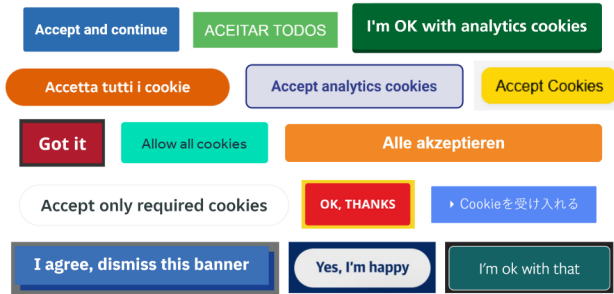 Accept and continue
ACEITAR TODOS
I'm OK with analytics cookies
Accetta tutti i cookie
Accept analytics cookies
Accept Cookies
Got it
Allow all cookies
Alle akzeptieren
Accept only required cookies
OK, THANKS
Cookieを受け入れる
I agree, dismiss this banner
Yes, I'm happy
I'm ok with that